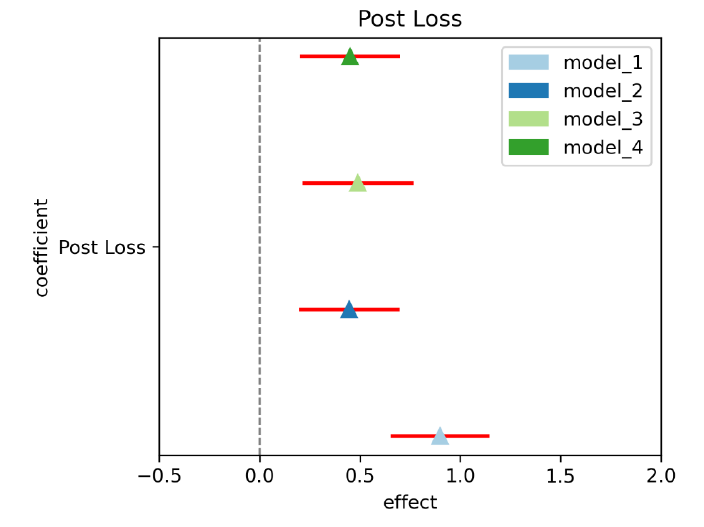 Post Loss
model_1
model_2
model_3
model_4
coefficient
Post Loss
−0.5 0.0 0.5 1.0 1.5 2.0
effect